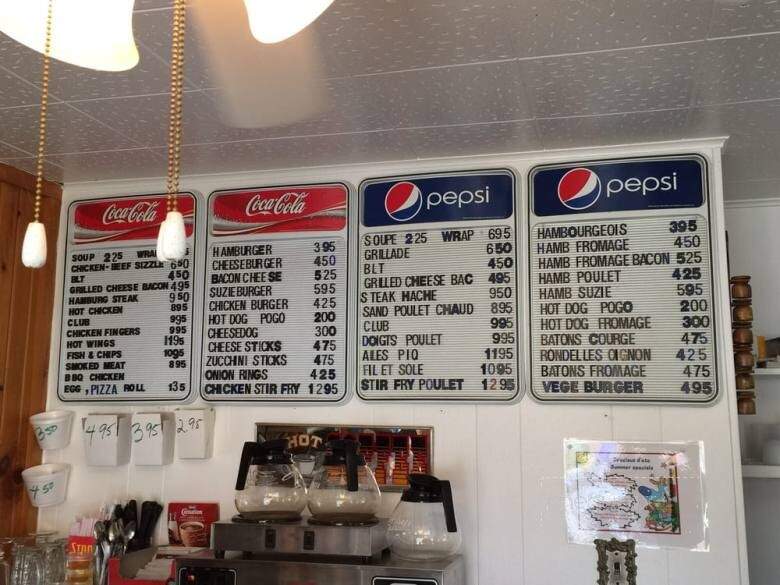 Coca-Cola
SOUP 225 WRAP
CHICKEN-BEEF SIZZLE 650
BLT 450
GRILLED CHEESE BACON 495
HAMBURG STEAK 950
HOT CHICKEN 895
CLUB 995
CHICKEN FINGERS 995
HOT WINGS 1195
FISH & CHIPS 1095
SMOKED MEAT 895
BBQ CHICKEN
EGG, PIZZA ROLL 135
Coca-Cola
HAMBURGER 395
CHEESEBURGER 450
BACON CHEESE 525
SUZIEBURGER 595
CHICKEN BURGER 425
HOT DOG POGO 200
CHEESEDOG 300
CHEESE STICKS 475
ZUCCHINI STICKS 475
ONION RINGS 425
CHICKEN STIR FRY 1295
pepsi
SOUPE 225 WRAP 695
GRILLADE 650
BLT 450
GRILLED CHEESE BAC 495
STEAK HACHE 950
SAND POULET CHAUD 895
CLUB 995
DOIGTS POULET 995
AILES PIQ 1195
FILET SOLE 1095
STIR FRY POULET 1295
pepsi
HAMBOURGEOIS 395
HAMB FROMAGE 450
HAMB FROMAGE BACON 525
HAMB POULET 425
HAMB SUZIE 595
HOT DOG POGO 200
HOT DOG FROMAGE 300
BATONS COURGE 475
RONDELLES OIGNON 425
BATONS FROMAGE 475
VEGE BURGER 495
3.50
4.95
3.95
2.95
4.50
HOT
Carnation
Summer specials